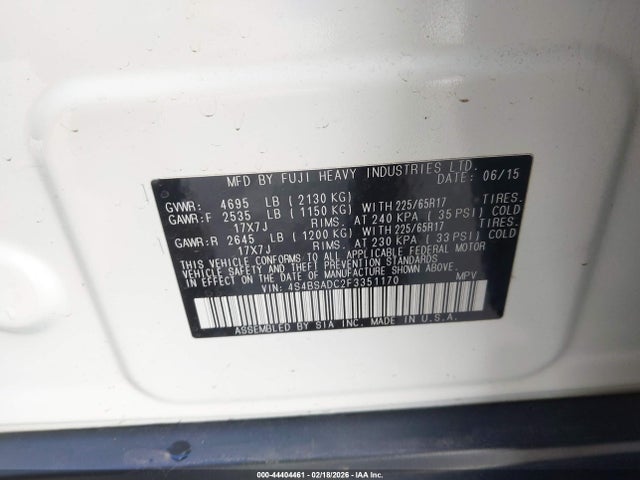 MFD BY FUJI HEAVY INDUSTRIES LTD.
DATE: 06/15
GVWR: 4695 LB ( 2130 KG)
GAWR:F 2535 LB ( 1150 KG) WITH 225/65R17 TIRES.
17X7J RIMS. AT 240 KPA ( 35 PSI) COLD
GAWR:R 2645 LB ( 1200 KG) WITH 225/65R17 TIRES.
17X7J RIMS. AT 230 KPA ( 33 PSI) COLD
THIS VEHICLE CONFORMS TO ALL APPLICABLE FEDERAL MOTOR
VEHICLE SAFETY AND THEFT PREVENTION STANDARDS IN
EFFECT ON THE DATE OF MANUFACTURE SHOWN ABOVE.
VIN: 4S4BSADC2F3351170 MPV
ASSEMBLED BY SIA INC. MADE IN U.S.A.
000-44404461 - 02/18/2026 - IAA Inc.